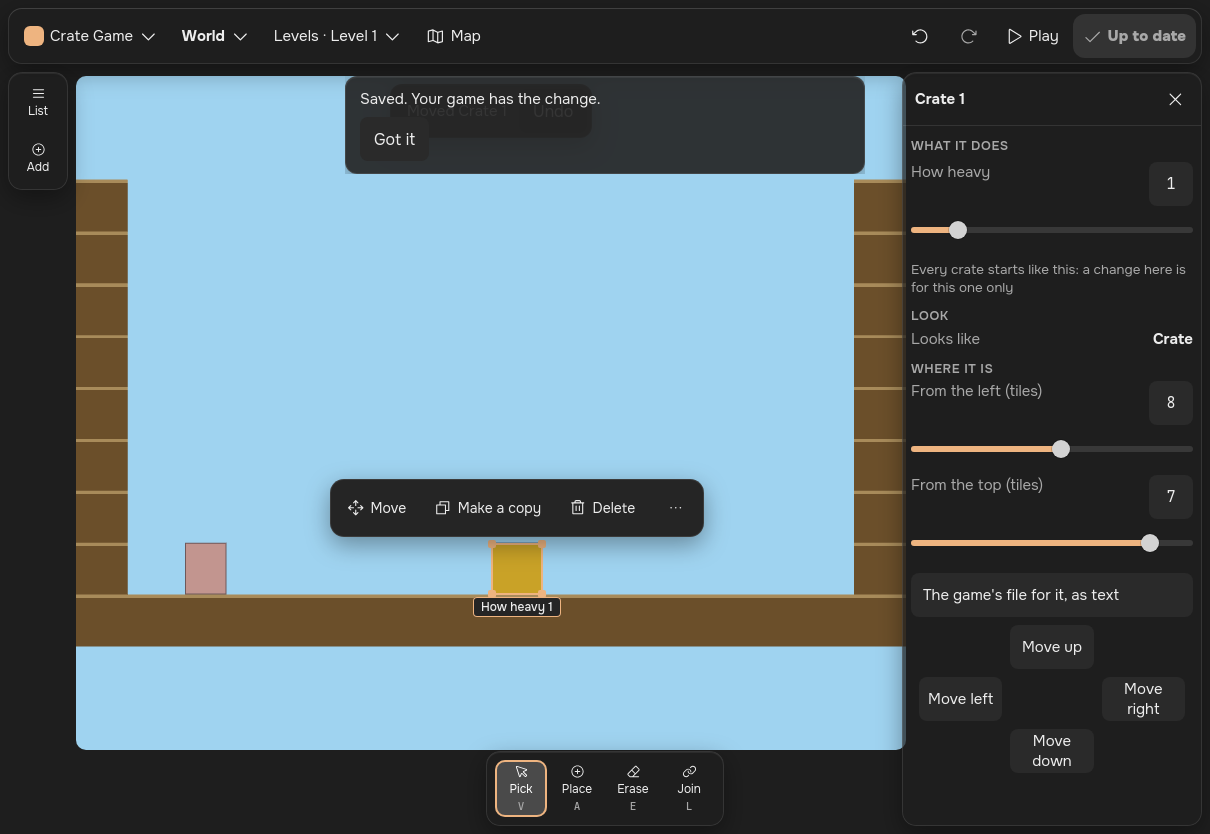 Crate Game
World
Levels · Level 1
Map
Play
Up to date
List
Add
Saved. Your game has the change.
Moved Crate 1
Undo
Got it
Crate 1
WHAT IT DOES
How heavy
1
Every crate starts like this: a change here is
for this one only
LOOK
Looks like
Crate
WHERE IT IS
From the left (tiles)
8
From the top (tiles)
7
The game's file for it, as text
Move up
Move left
Move
right
Move
down
Move
Make a copy
Delete
How heavy 1
Pick
V
Place
A
Erase
E
Join
L